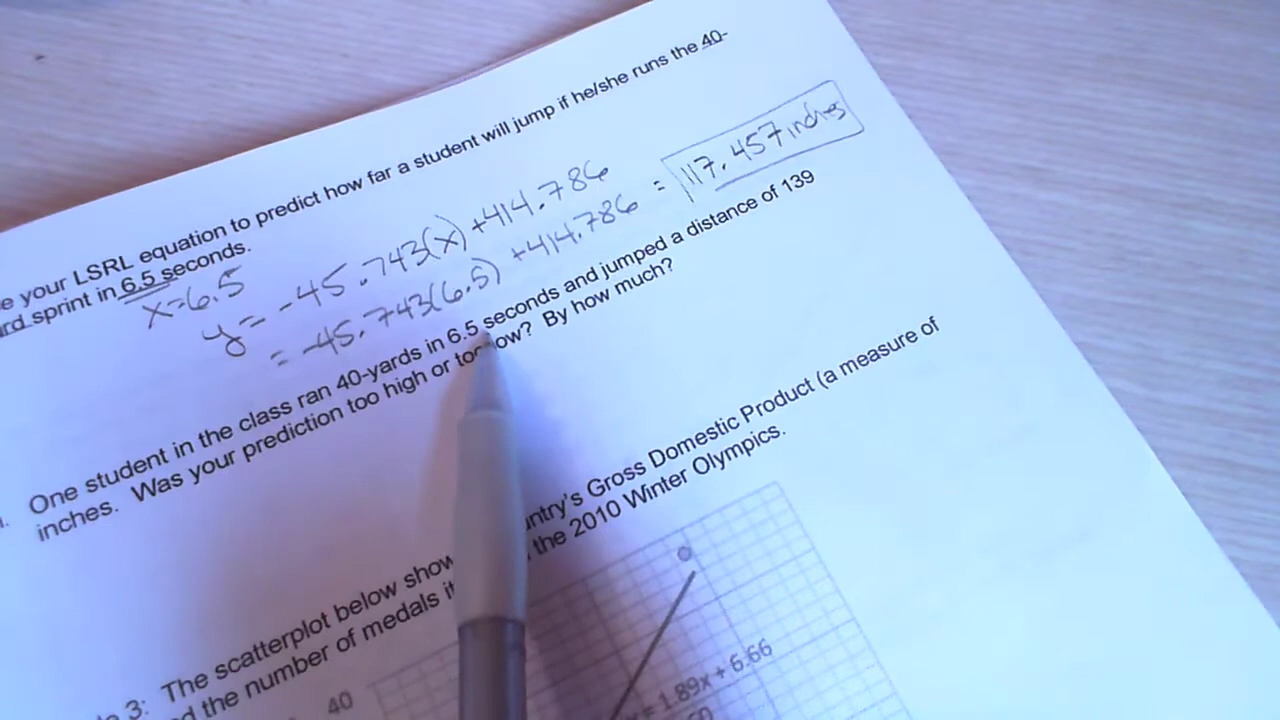 e your LSRL equation to predict how far a student will jump if he/she runs the 40-
rd sprint in 6.5 seconds.
x=6.5
y = -45.743(x) +414.786
= -45.743(6.5) +414.786 = 117.457 inches
One student in the class ran 40-yards in 6.5 seconds and jumped a distance of 139
inches. Was your prediction too high or too low? By how much?
3: The scatterplot below show ntry's Gross Domestic Product (a measure of
d the number of medals it the 2010 Winter Olympics.
40
= 1.89x + 6.66